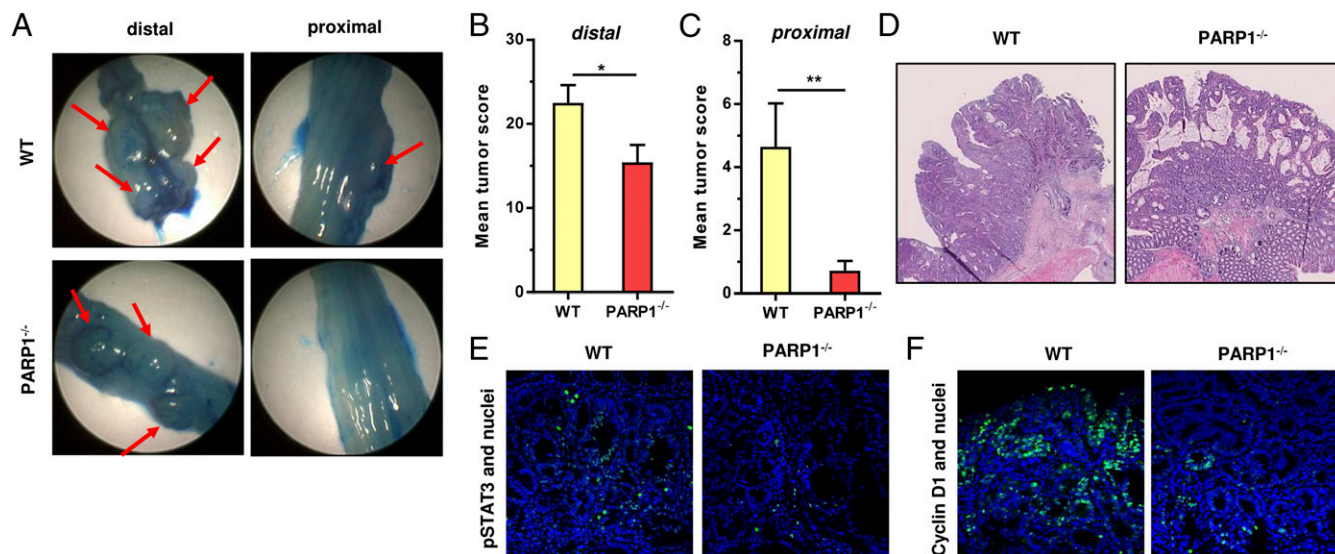 A
distal
proximal
WT
PARP1-/-
B
distal
Mean tumor score
30
20
10
0
*
WT
PARP1-/-
C
proximal
Mean tumor score
8
6
4
2
0
**
WT
PARP1-/-
D
WT
PARP1-/-
E
WT
PARP1-/-
pSTAT3 and nuclei
F
WT
PARP1-/-
Cyclin D1 and nuclei